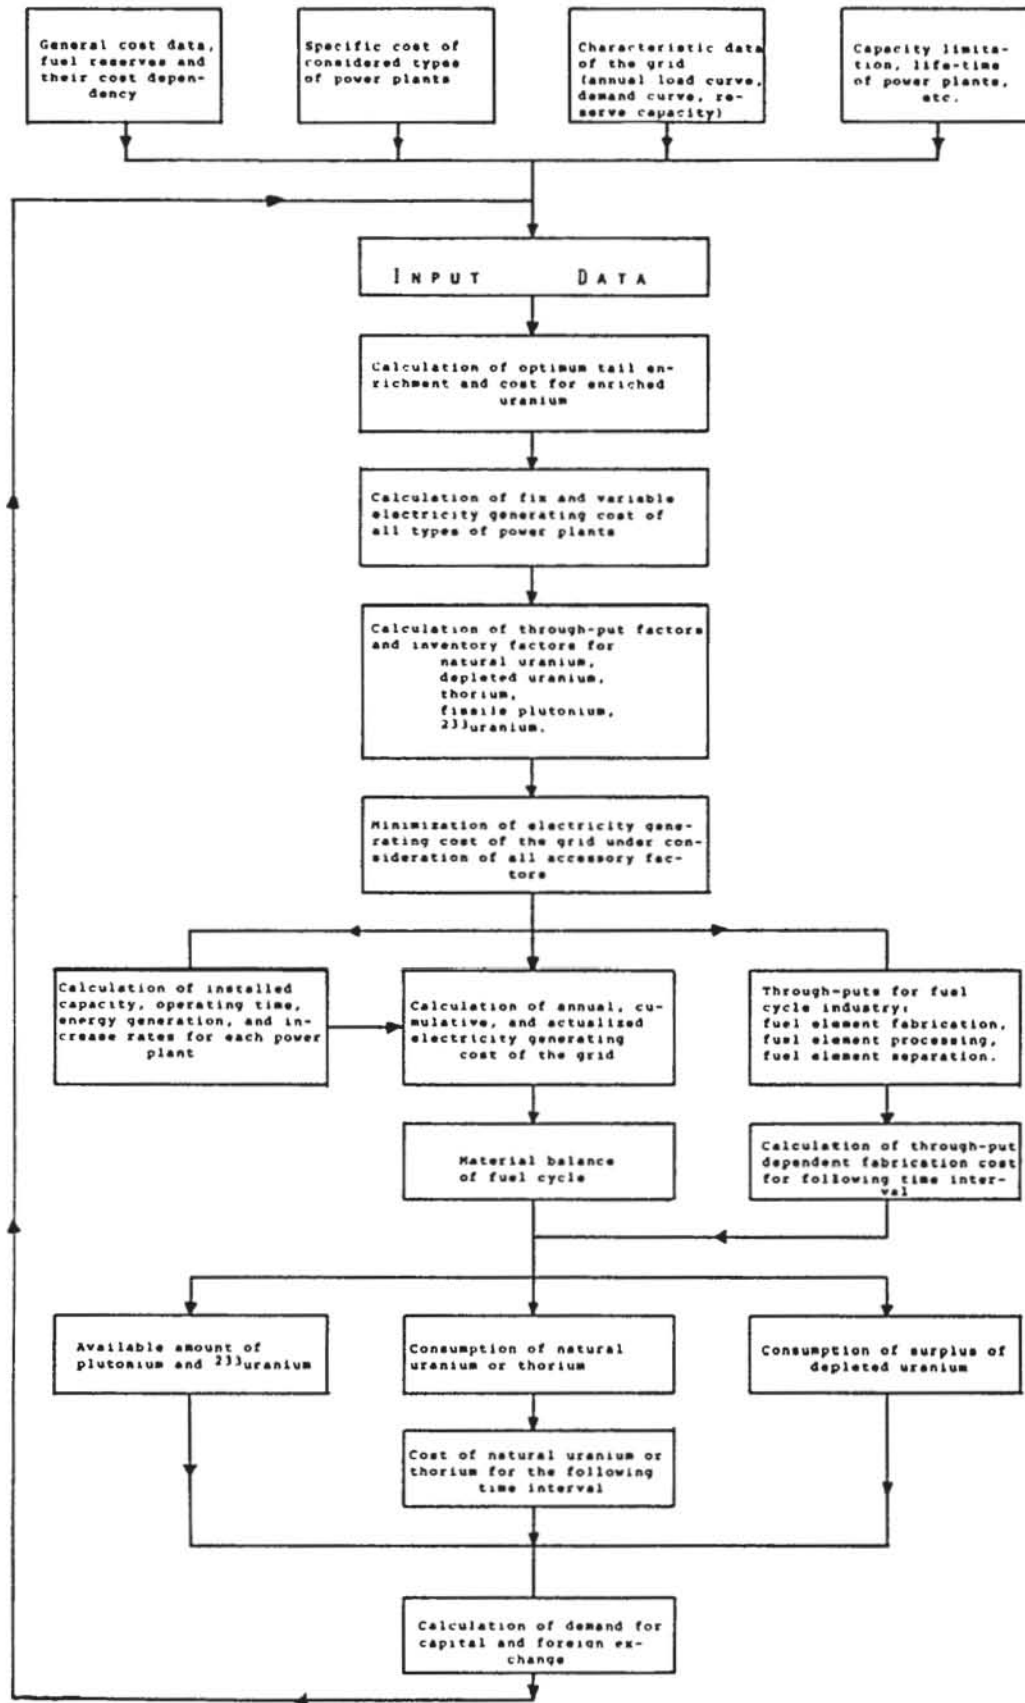 General cost data,
fuel reserves and
their cost depen-
dency
Specific cost of
considered types
of power plants
Characteristic data
of the grid
(annual load curve,
demand curve, re-
serve capacity)
Capacity limita-
tion, life-time
of power plants,
etc.
INPUT DATA
Calculation of optimum tail en-
richment and cost for enriched
uranium
Calculation of fix and variable
electricity generating cost of
all types of power plants
Calculation of through-put factors
and inventory factors for
natural uranium,
depleted uranium,
thorium,
fissile plutonium,
²³³uranium.
Minimization of electricity gene-
rating cost of the grid under con-
sideration of all accessory fac-
tors
Calculation of installed
capacity, operating time,
energy generation, and in-
crease rates for each power
plant
Calculation of annual, cu-
mulative, and actualized
electricity generating
cost of the grid
Through-puts for fuel
cycle industry:
fuel element fabrication,
fuel element processing,
fuel element separation.
Material balance
of fuel cycle
Calculation of through-put
dependent fabrication cost
for following time inter-
val
Available amount of
plutonium and ²³³uranium
Consumption of natural
uranium or thorium
Consumption of surplus of
depleted uranium
Cost of natural uranium or
thorium for the following
time interval
Calculation of demand for
capital and foreign ex-
change